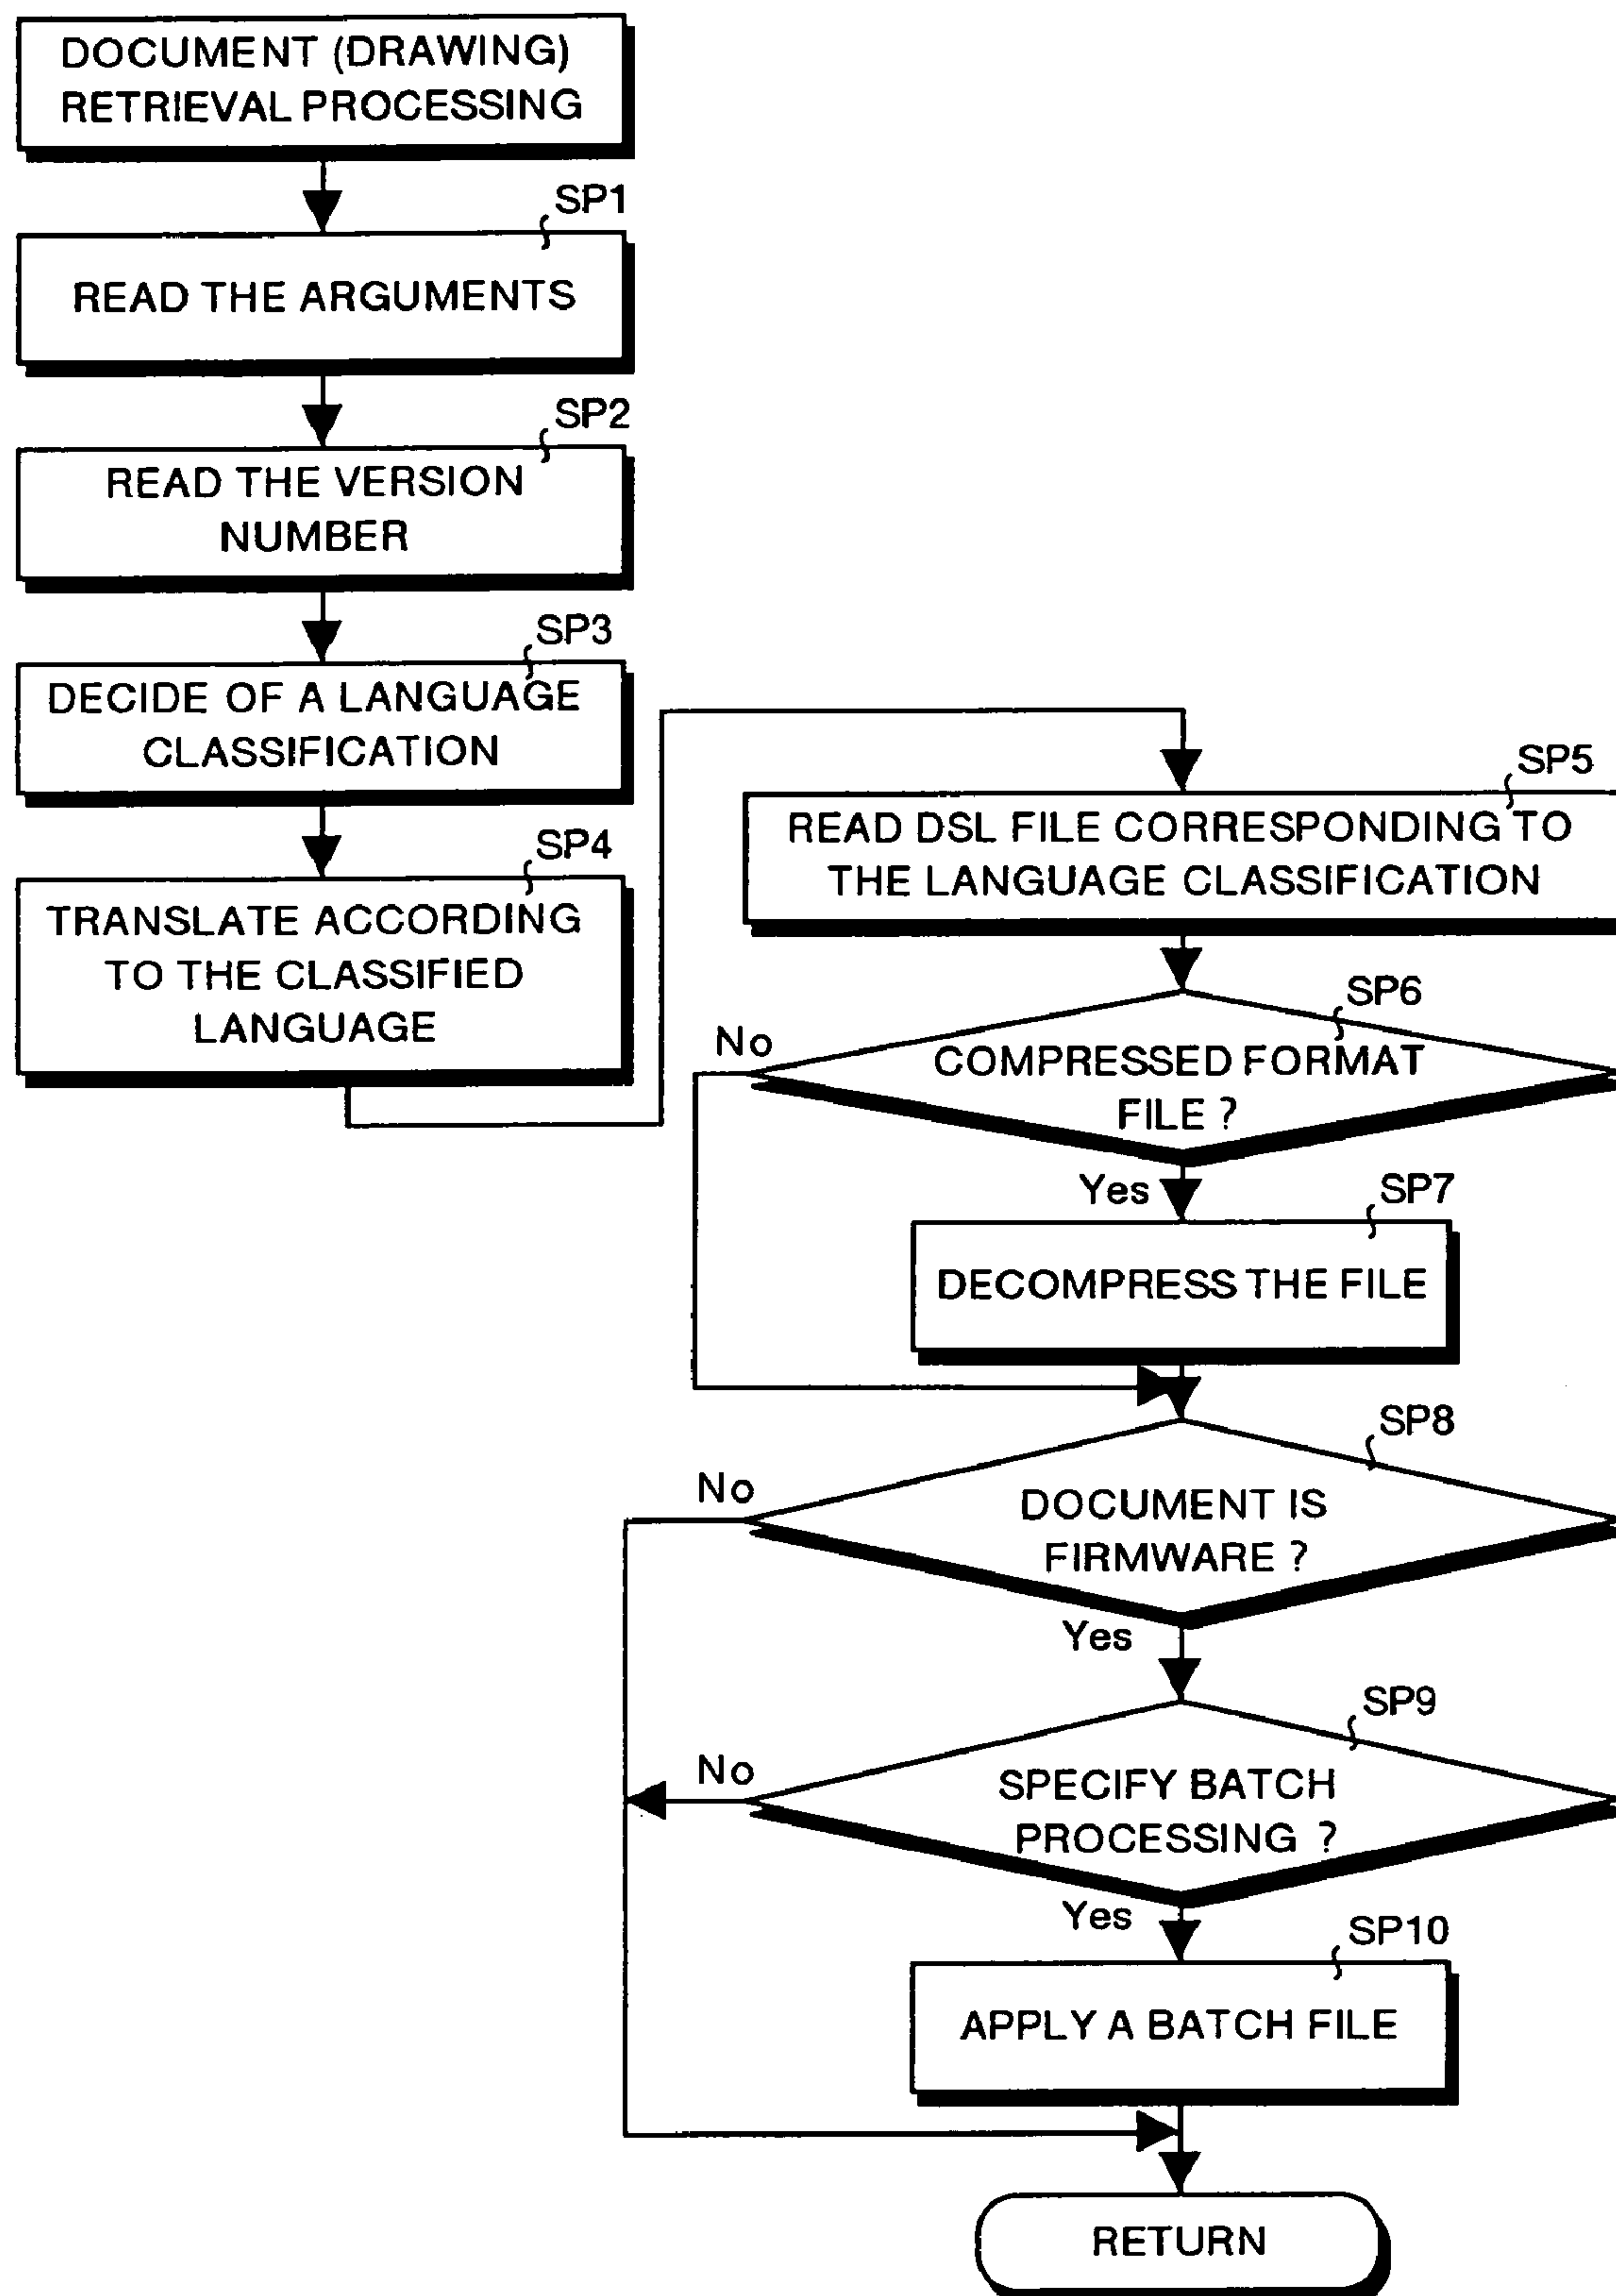 DOCUMENT (DRAWING)
RETRIEVAL PROCESSING
SP1
READ THE ARGUMENTS
SP2
READ THE VERSION
NUMBER
SP3
DECIDE OF A LANGUAGE
CLASSIFICATION
SP4
TRANSLATE ACCORDING
TO THE CLASSIFIED
LANGUAGE
SP5
READ DSL FILE CORRESPONDING TO
THE LANGUAGE CLASSIFICATION
SP6
No
COMPRESSED FORMAT
FILE ?
Yes
SP7
DECOMPRESS THE FILE
SP8
No
DOCUMENT IS
FIRMWARE ?
Yes
SP9
No
SPECIFY BATCH
PROCESSING ?
Yes
SP10
APPLY A BATCH FILE
RETURN